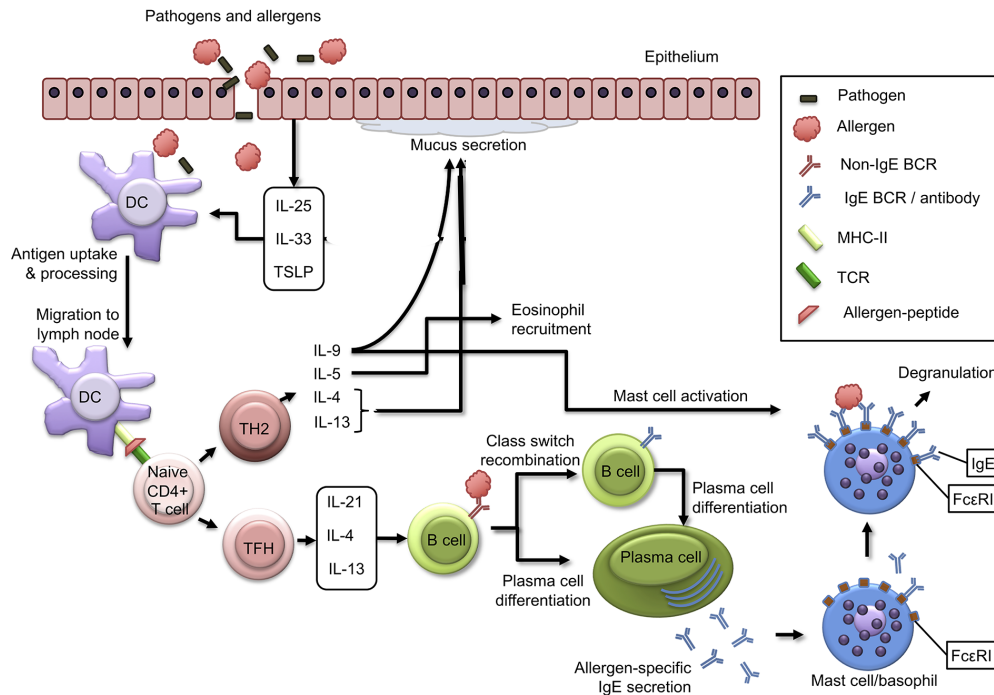 Pathogens and allergens
Epithelium
Mucus secretion
DC
IL-25
IL-33
TSLP
Antigen uptake
& processing
Migration to
lymph node
DC
Naive
CD4+
T cell
TH2
TFH
IL-9
IL-5
IL-4
IL-13
Eosinophil
recruitment
Mast cell activation
IL-21
IL-4
IL-13
B cell
Class switch
recombination
B cell
Plasma cell
differentiation
Plasma cell
differentiation
Plasma cell
Allergen-specific
IgE secretion
Degranulation
IgE
FcεRI
FcεRI
Mast cell/basophil
Pathogen
Allergen
Non-IgE BCR
IgE BCR / antibody
MHC-II
TCR
Allergen-peptide